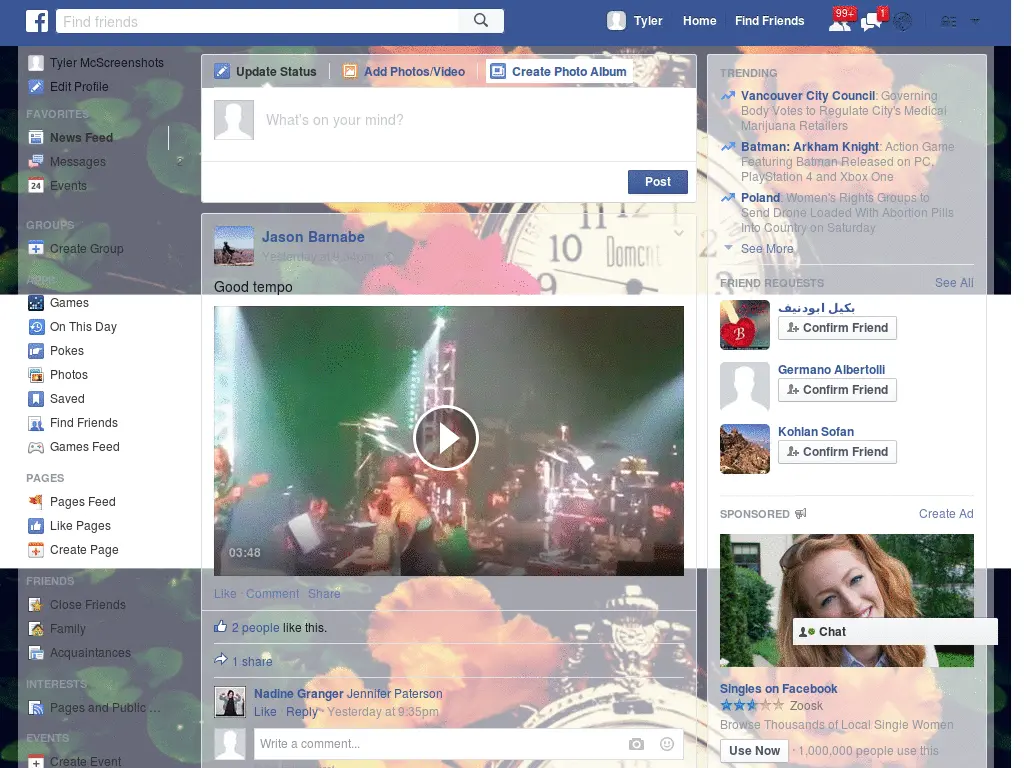 Find friends
Tyler
Home
Find Friends
99+
1
Tyler McScreenshots
Edit Profile
FAVORITES
News Feed
Messages
24 Events
GROUPS
Create Group
APPS
Games
On This Day
Pokes
Photos
Saved
Find Friends
Games Feed
PAGES
Pages Feed
Like Pages
Create Page
FRIENDS
Close Friends
Family
Acquaintances
INTERESTS
Pages and Public ...
EVENTS
Create Event
Update Status
Add Photos/Video
Create Photo Album
What's on your mind?
Post
Jason Barnabe
Yesterday at 9:34pm
Good tempo
03:48
Like · Comment · Share
2 people like this.
1 share
Nadine Granger Jennifer Paterson
Like · Reply · Yesterday at 9:35pm
Write a comment...
11 12
10
9
2
3
TRENDING
Vancouver City Council: Governing
Body Votes to Regulate City's Medical
Marijuana Retailers
Batman: Arkham Knight: Action Game
Featuring Batman Released on PC,
PlayStation 4 and Xbox One
Poland: Women's Rights Groups to
Send Drone Loaded With Abortion Pills
into Country on Saturday
See More
FRIEND REQUESTS
See All
بكيل ابودنيف
Confirm Friend
Germano Albertolli
Confirm Friend
Kohlan Sofan
Confirm Friend
SPONSORED
Create Ad
Chat
Singles on Facebook
Zoosk
Browse Thousands of Local Single Women
Use Now · 1,000,000 people use this